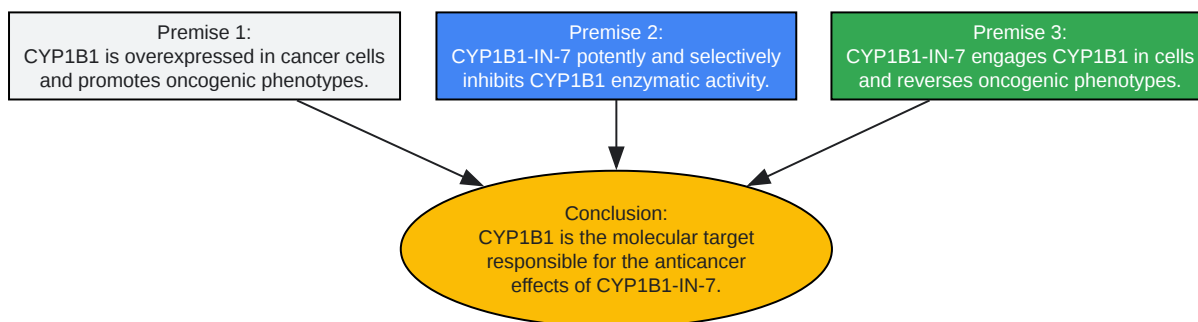 Premise 1:
CYP1B1 is overexpressed in cancer cells
and promotes oncogenic phenotypes.
Premise 2:
CYP1B1-IN-7 potently and selectively
inhibits CYP1B1 enzymatic activity.
Premise 3:
CYP1B1-IN-7 engages CYP1B1 in cells
and reverses oncogenic phenotypes.
Conclusion:
CYP1B1 is the molecular target
responsible for the anticancer
effects of CYP1B1-IN-7.